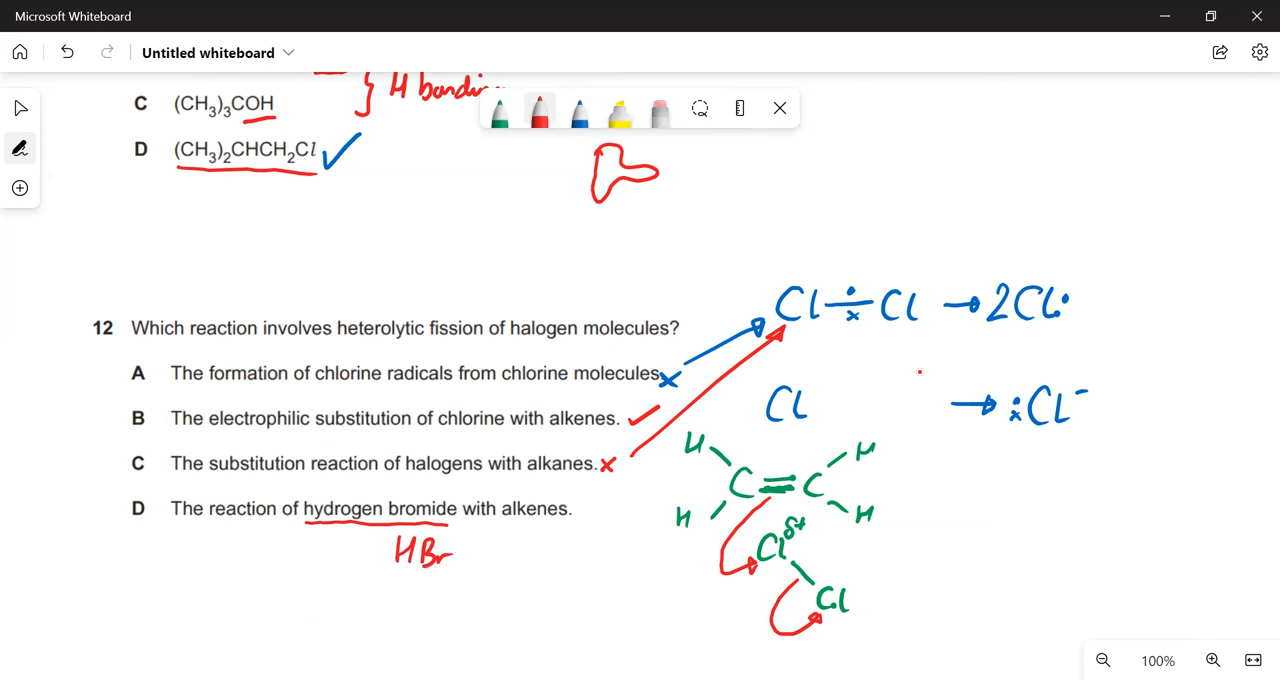 Microsoft Whiteboard
Untitled whiteboard
H bondin
C (CH₃)₃COH
D (CH₃)₂CHCH₂Cl
12 Which reaction involves heterolytic fission of halogen molecules?
A The formation of chlorine radicals from chlorine molecules
B The electrophilic substitution of chlorine with alkenes.
C The substitution reaction of halogens with alkanes.
D The reaction of hydrogen bromide with alkenes.
HBr
Cl Cl → 2Cl•
Cl → :Cl⁻
H H
C = C
H H
Cl δ+
Cl
100%